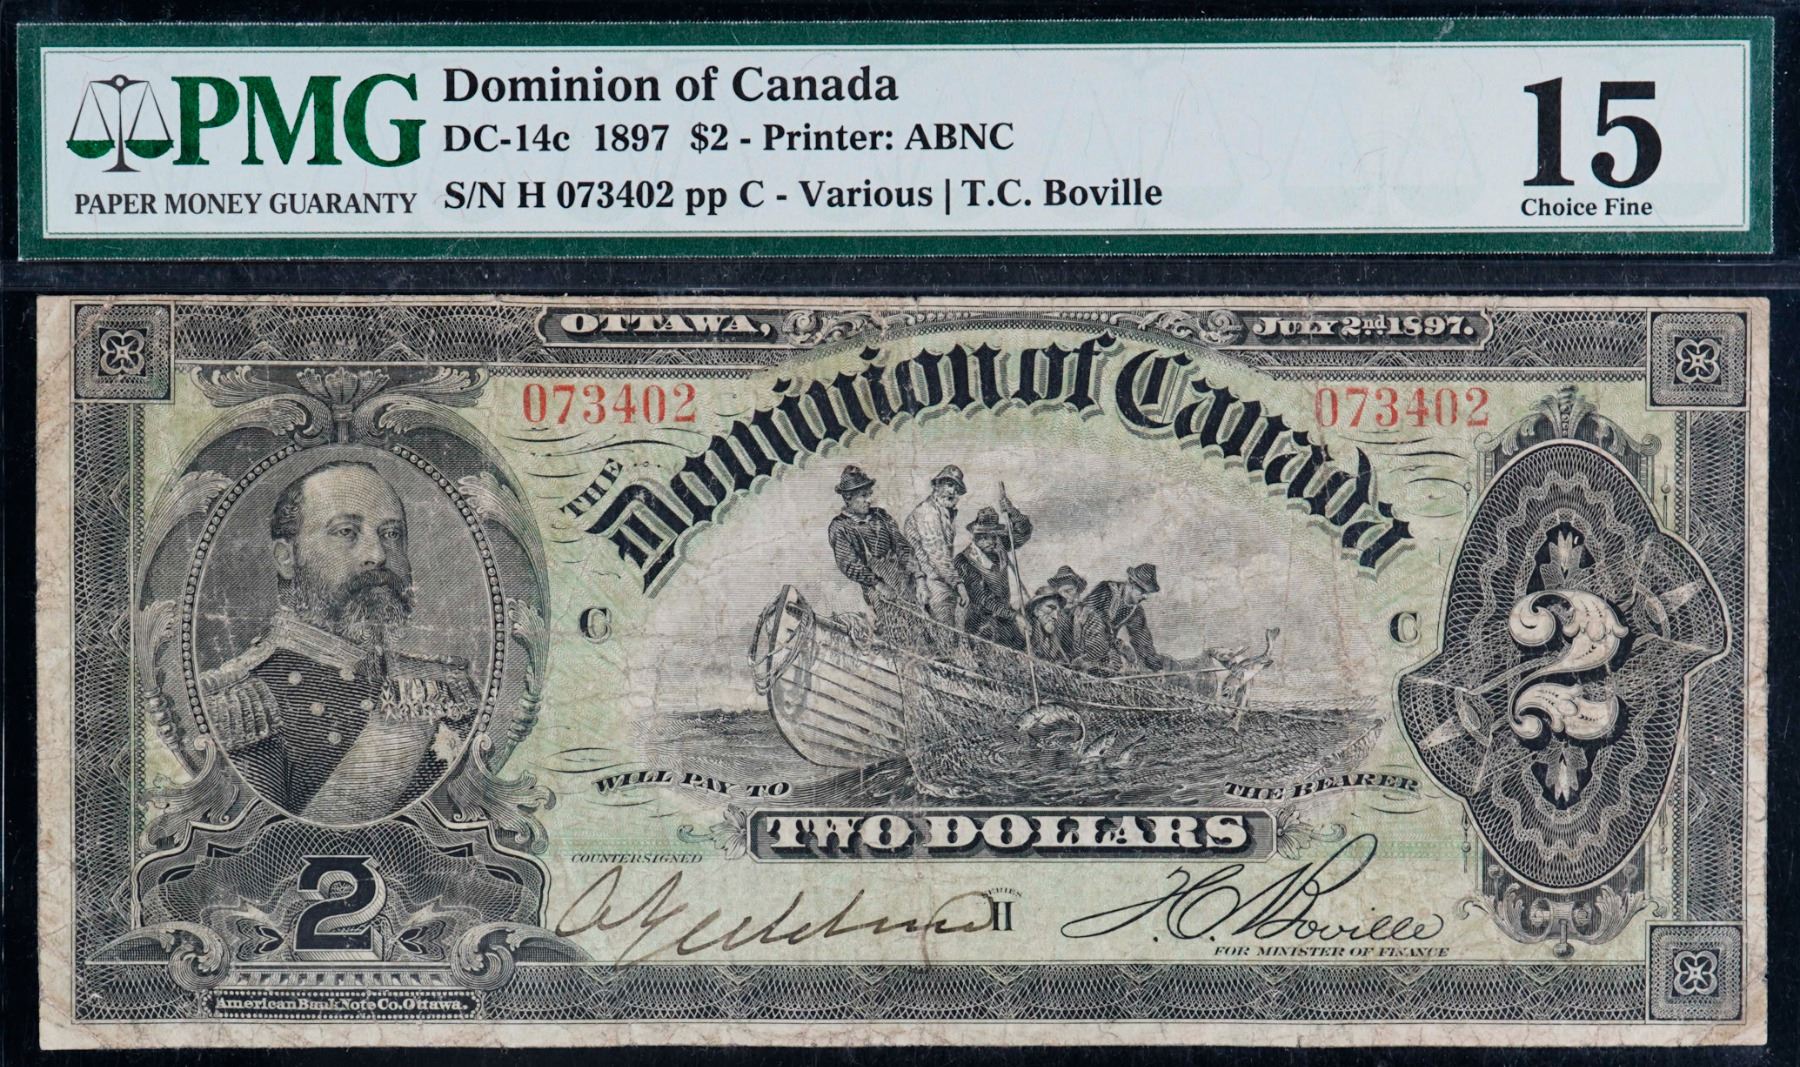 PMG
PAPER MONEY GUARANTY
Dominion of Canada
DC-14c 1897 $2 - Printer: ABNC
S/N H 073402 pp C - Various | T.C. Boville
15
Choice Fine
OTTAWA, JULY 2nd 1897.
073402 073402
THE Dominion of Canada
C C
2
WILL PAY TO THE BEARER
TWO DOLLARS
COUNTERSIGNED
SERIES
H
T.C. Boville
FOR MINISTER OF FINANCE
2
American Bank Note Co. Ottawa.